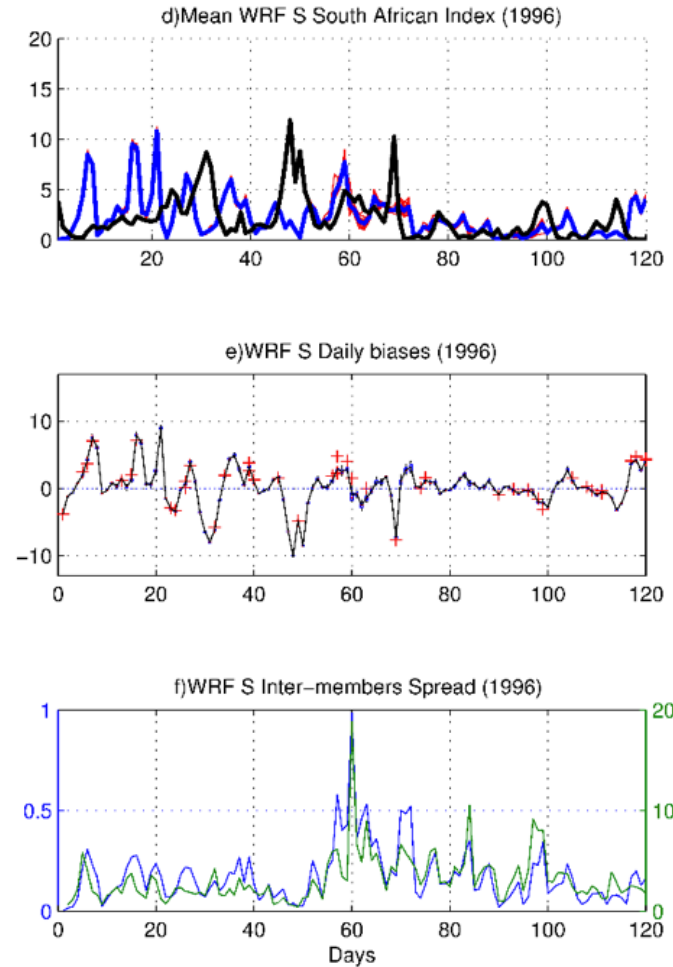 d)Mean WRF S South African Index (1996)
20
15
10
5
0
20 40 60 80 100 120
e)WRF S Daily biases (1996)
10
0
−10
0 20 40 60 80 100 120
f)WRF S Inter−members Spread (1996)
1 20
0.5 10
0 0
0 20 40 60 80 100 120
Days